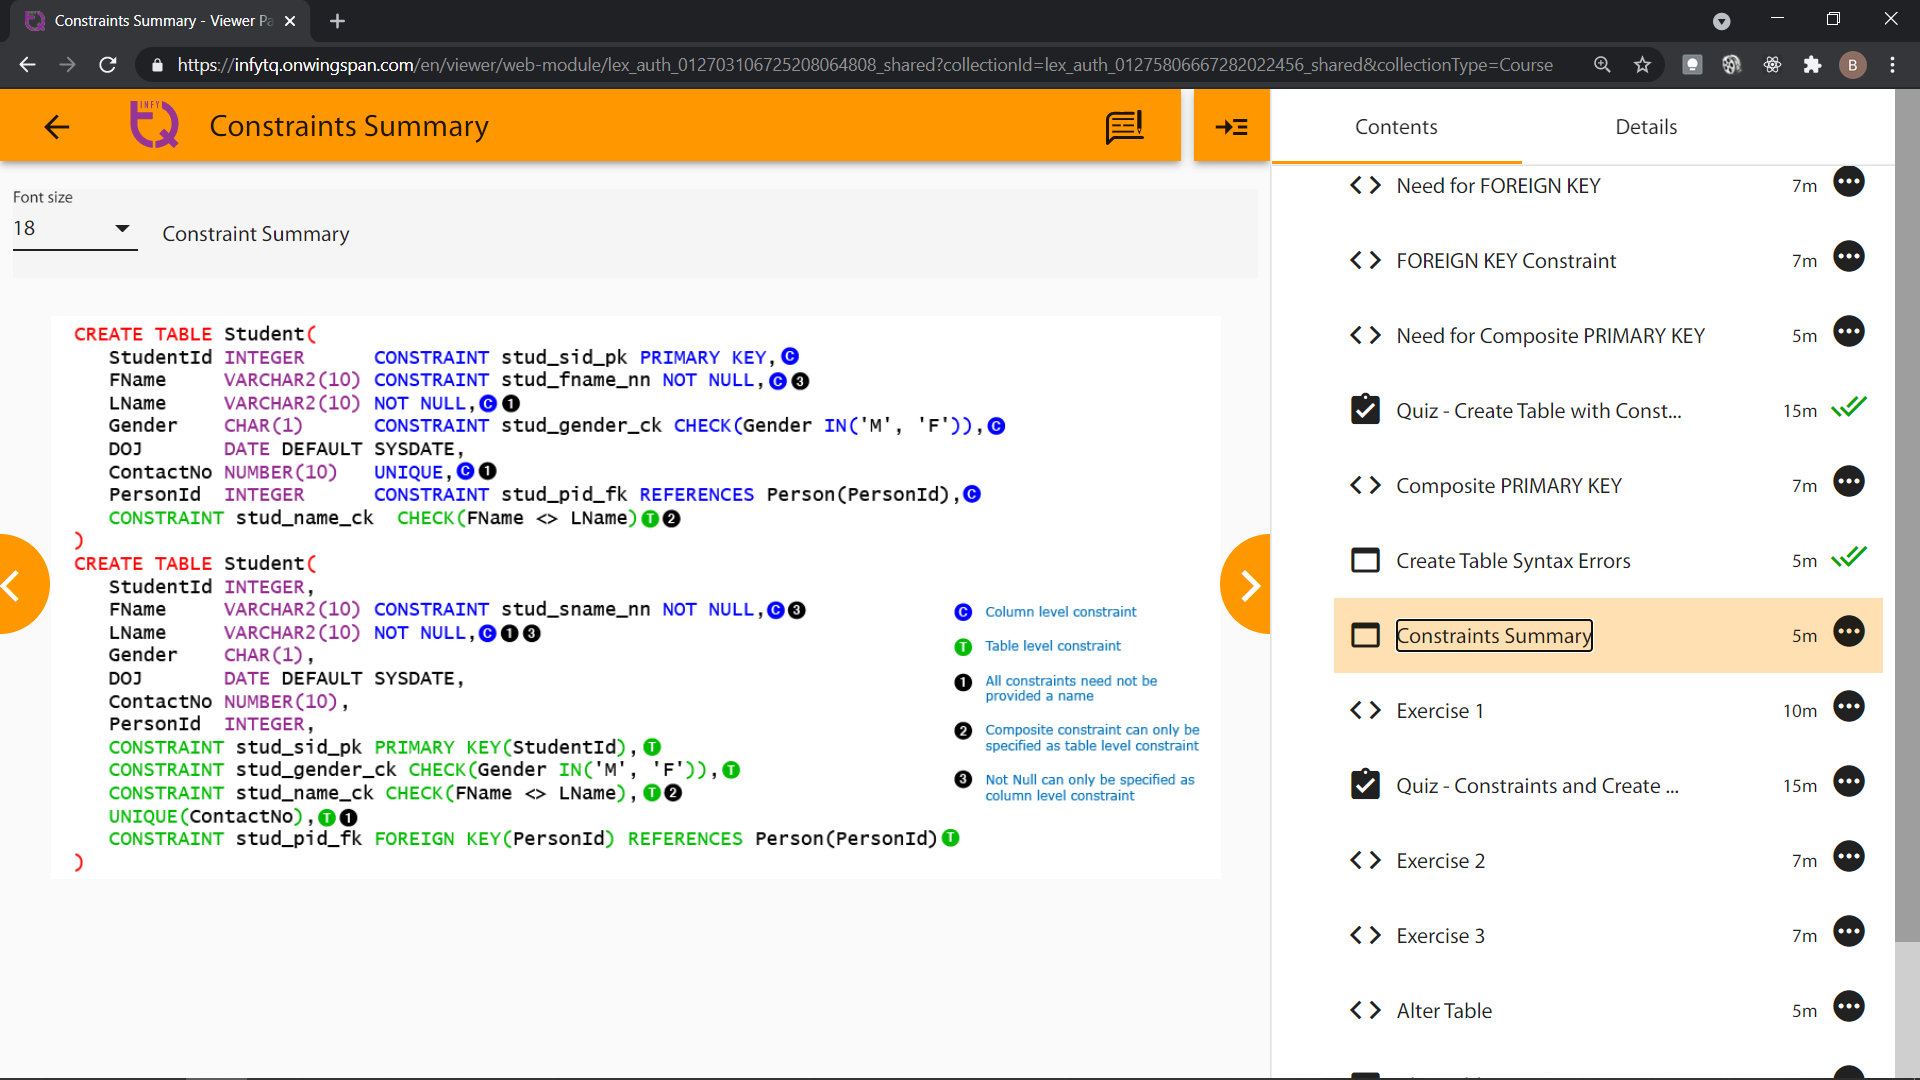 Constraints Summary - Viewer Pa
https://infytq.onwingspan.com/en/viewer/web-module/lex_auth_012703106725208064808_shared?collectionId=lex_auth_01275806667282022456_shared&collectionType=Course
B
INFY
TQ
Constraints Summary
Font size
18
Constraint Summary
CREATE TABLE Student(
StudentId INTEGER CONSTRAINT stud_sid_pk PRIMARY KEY, C
FName VARCHAR2(10) CONSTRAINT stud_fname_nn NOT NULL, C 3
LName VARCHAR2(10) NOT NULL, C 1
Gender CHAR(1) CONSTRAINT stud_gender_ck CHECK(Gender IN('M', 'F')), C
DOJ DATE DEFAULT SYSDATE,
ContactNo NUMBER(10) UNIQUE, C 1
PersonId INTEGER CONSTRAINT stud_pid_fk REFERENCES Person(PersonId), C
CONSTRAINT stud_name_ck CHECK(FName <> LName) T 2
)
CREATE TABLE Student(
StudentId INTEGER,
FName VARCHAR2(10) CONSTRAINT stud_sname_nn NOT NULL, C 3
LName VARCHAR2(10) NOT NULL, C 1 3
Gender CHAR(1),
DOJ DATE DEFAULT SYSDATE,
ContactNo NUMBER(10),
PersonId INTEGER,
CONSTRAINT stud_sid_pk PRIMARY KEY(StudentId), T
CONSTRAINT stud_gender_ck CHECK(Gender IN('M', 'F')), T
CONSTRAINT stud_name_ck CHECK(FName <> LName), T 2
UNIQUE(ContactNo), T 1
CONSTRAINT stud_pid_fk FOREIGN KEY(PersonId) REFERENCES Person(PersonId) T
)
C Column level constraint
T Table level constraint
1 All constraints need not be
provided a name
2 Composite constraint can only be
specified as table level constraint
3 Not Null can only be specified as
column level constraint
Contents Details
Need for FOREIGN KEY 7m
FOREIGN KEY Constraint 7m
Need for Composite PRIMARY KEY 5m
Quiz - Create Table with Const... 15m
Composite PRIMARY KEY 7m
Create Table Syntax Errors 5m
Constraints Summary 5m
Exercise 1 10m
Quiz - Constraints and Create ... 15m
Exercise 2 7m
Exercise 3 7m
Alter Table 5m